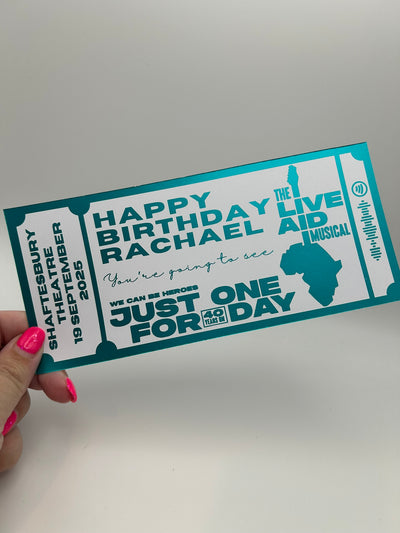 SHAFTESBURY
THEATRE
19 SEPTEMBER
2025
HAPPY
BIRTHDAY
RACHAEL
You're going to see
THE
LIVE
AID
MUSICAL
WE CAN BE HEROES
JUST ONE
FOR 40 YEARS ON DAY